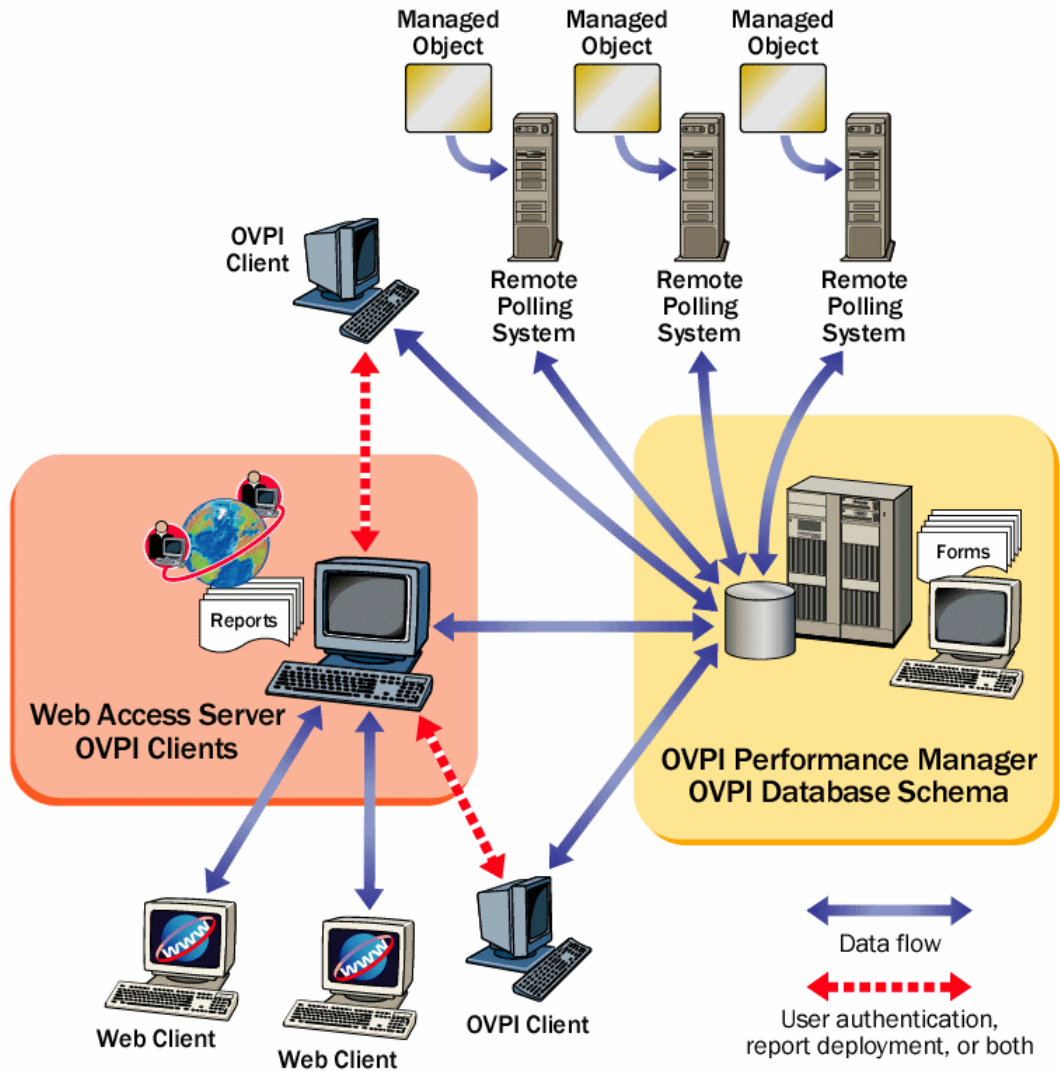 Managed
Object
Managed
Object
Managed
Object
OVPI
Client
Remote
Polling
System
Remote
Polling
System
Remote
Polling
System
Reports
Forms
Web Access Server
OVPI Clients
OVPI Performance Manager
OVPI Database Schema
WWW
WWW
Web Client
Web Client
OVPI Client
Data flow
User authentication,
report deployment, or both